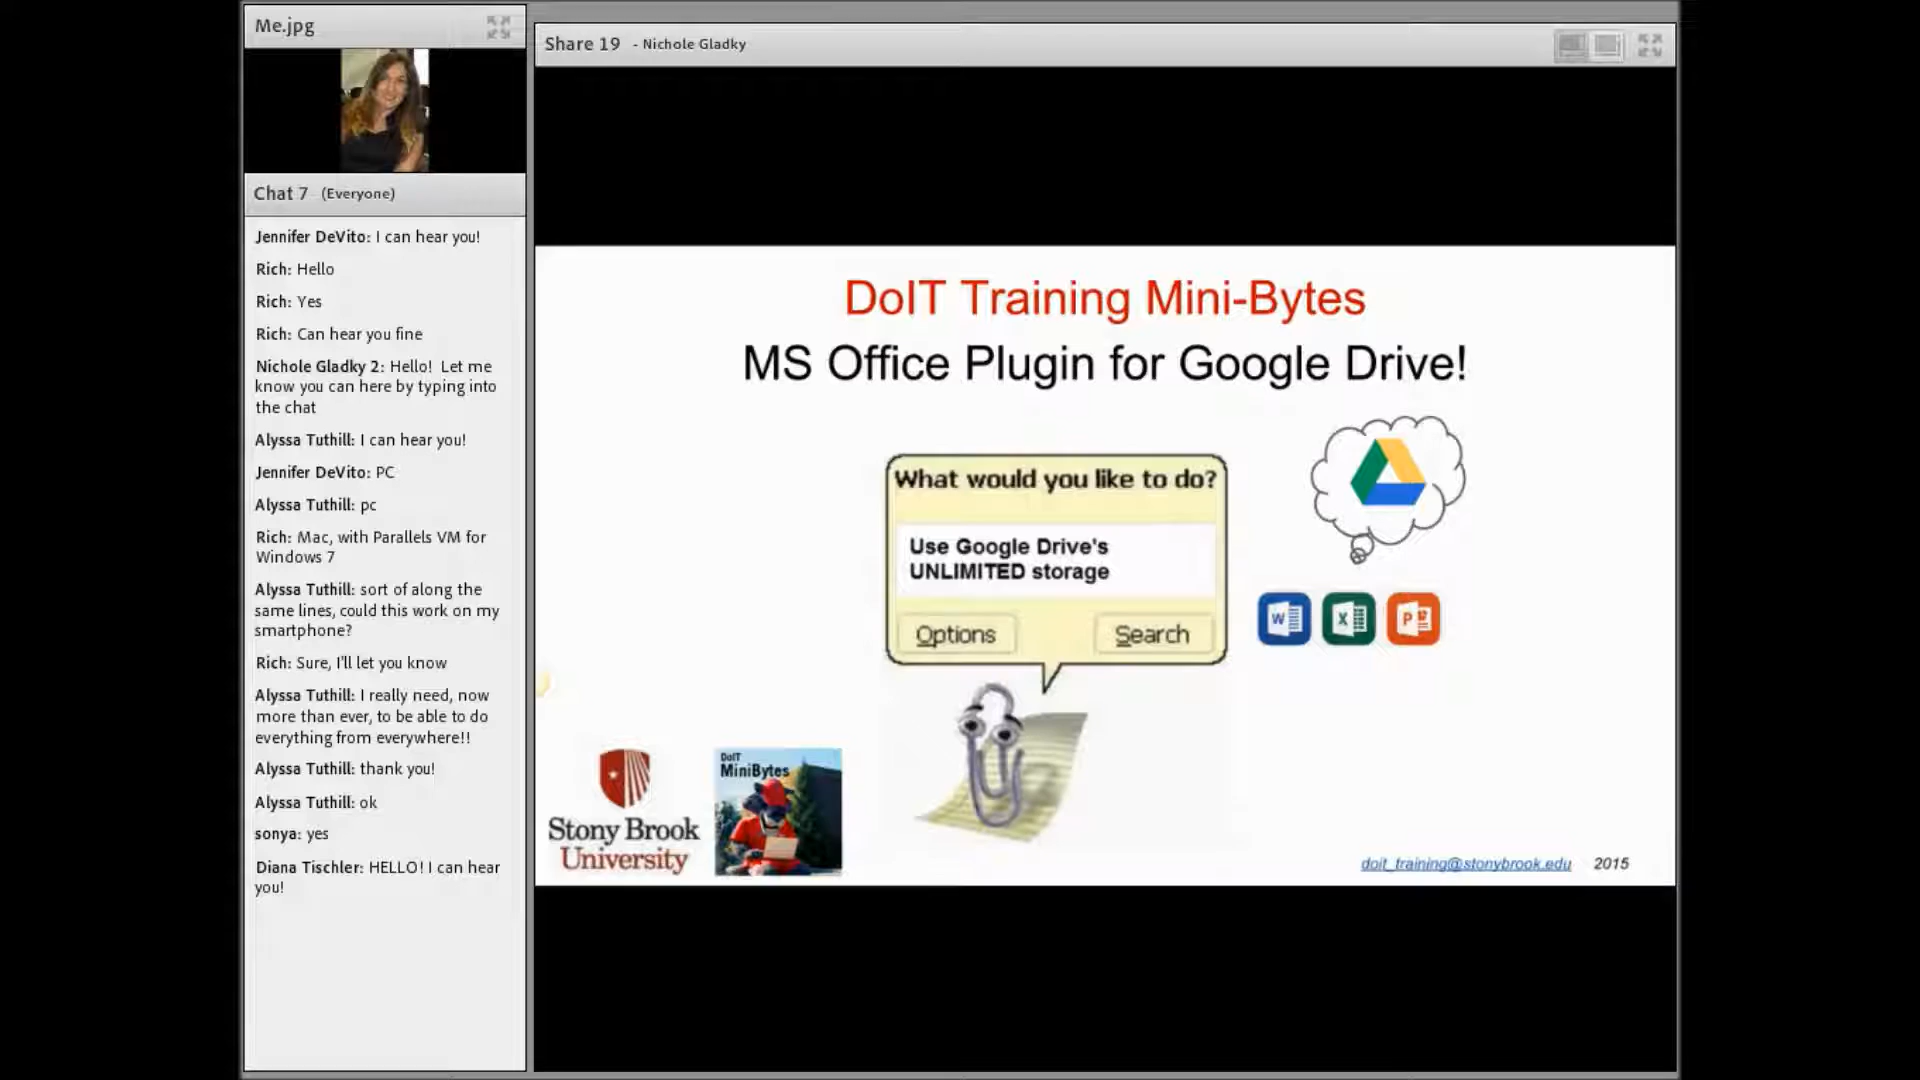 Me.jpg
Chat 7 (Everyone)
Jennifer DeVito: I can hear you!
Rich: Hello
Rich: Yes
Rich: Can hear you fine
Nichole Gladky 2: Hello! Let me
know you can here by typing into
the chat
Alyssa Tuthill: I can hear you!
Jennifer DeVito: PC
Alyssa Tuthill: pc
Rich: Mac, with Parallels VM for
Windows 7
Alyssa Tuthill: sort of along the
same lines, could this work on my
smartphone?
Rich: Sure, I'll let you know
Alyssa Tuthill: I really need, now
more than ever, to be able to do
everything from everywhere!!
Alyssa Tuthill: thank you!
Alyssa Tuthill: ok
sonya: yes
Diana Tischler: HELLO! I can hear
you!
Share 19 - Nichole Gladky
DoIT Training Mini-Bytes
MS Office Plugin for Google Drive!
What would you like to do?
Use Google Drive's
UNLIMITED storage
Options Search
W X P
DoIT
MiniBytes
Stony Brook
University
doit_training@stonybrook.edu 2015